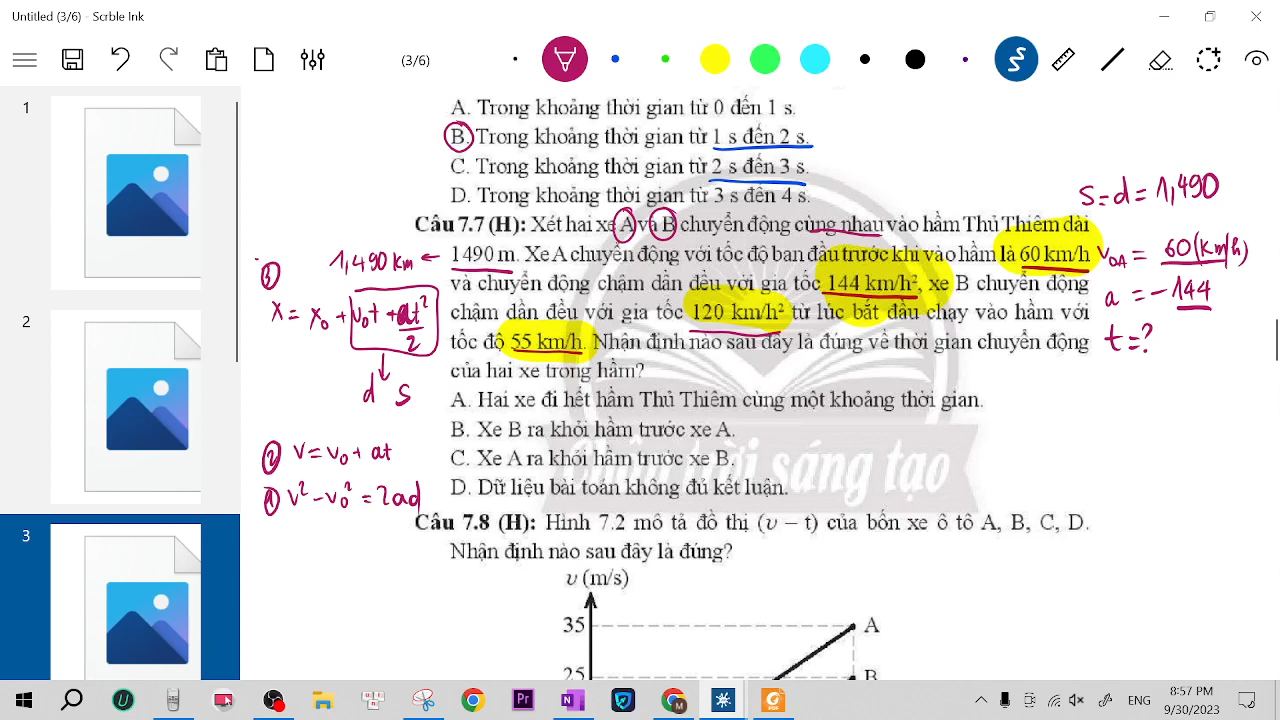 Untitled (3/6) - Scrble Ink
(3/6)
1
2
3
A. Trong khoảng thời gian từ 0 đến 1 s.
B. Trong khoảng thời gian từ 1 s đến 2 s.
C. Trong khoảng thời gian từ 2 s đến 3 s.
D. Trong khoảng thời gian từ 3 s đến 4 s.
Câu 7.7 (H): Xét hai xe A và B chuyển động cùng nhau vào hầm Thủ Thiêm dài
1490 m. Xe A chuyển động với tốc độ ban đầu trước khi vào hầm là 60 km/h
và chuyển động chậm dần đều với gia tốc 144 km/h², xe B chuyển động
chậm dần đều với gia tốc 120 km/h² từ lúc bắt đầu chạy vào hầm với
tốc độ 55 km/h. Nhận định nào sau đây là đúng về thời gian chuyển động
của hai xe trong hầm?
A. Hai xe đi hết hầm Thủ Thiêm cùng một khoảng thời gian.
B. Xe B ra khỏi hầm trước xe A.
C. Xe A ra khỏi hầm trước xe B.
D. Dữ liệu bài toán không đủ kết luận.
Câu 7.8 (H): Hình 7.2 mô tả đồ thị (v – t) của bốn xe ô tô A, B, C, D.
Nhận định nào sau đây là đúng?
v (m/s)
35
A
25
B
Chân trời sáng tạo
1,490 km ←
③ x = x₀ + v₀t + at²/2
d s
② v = v₀ + at
① v² - v₀² = 2ad
s = d = 1,490
v₀A = 60 (km/h)
a = -144
t = ?
ENG
8:57 PM
9/30/2023